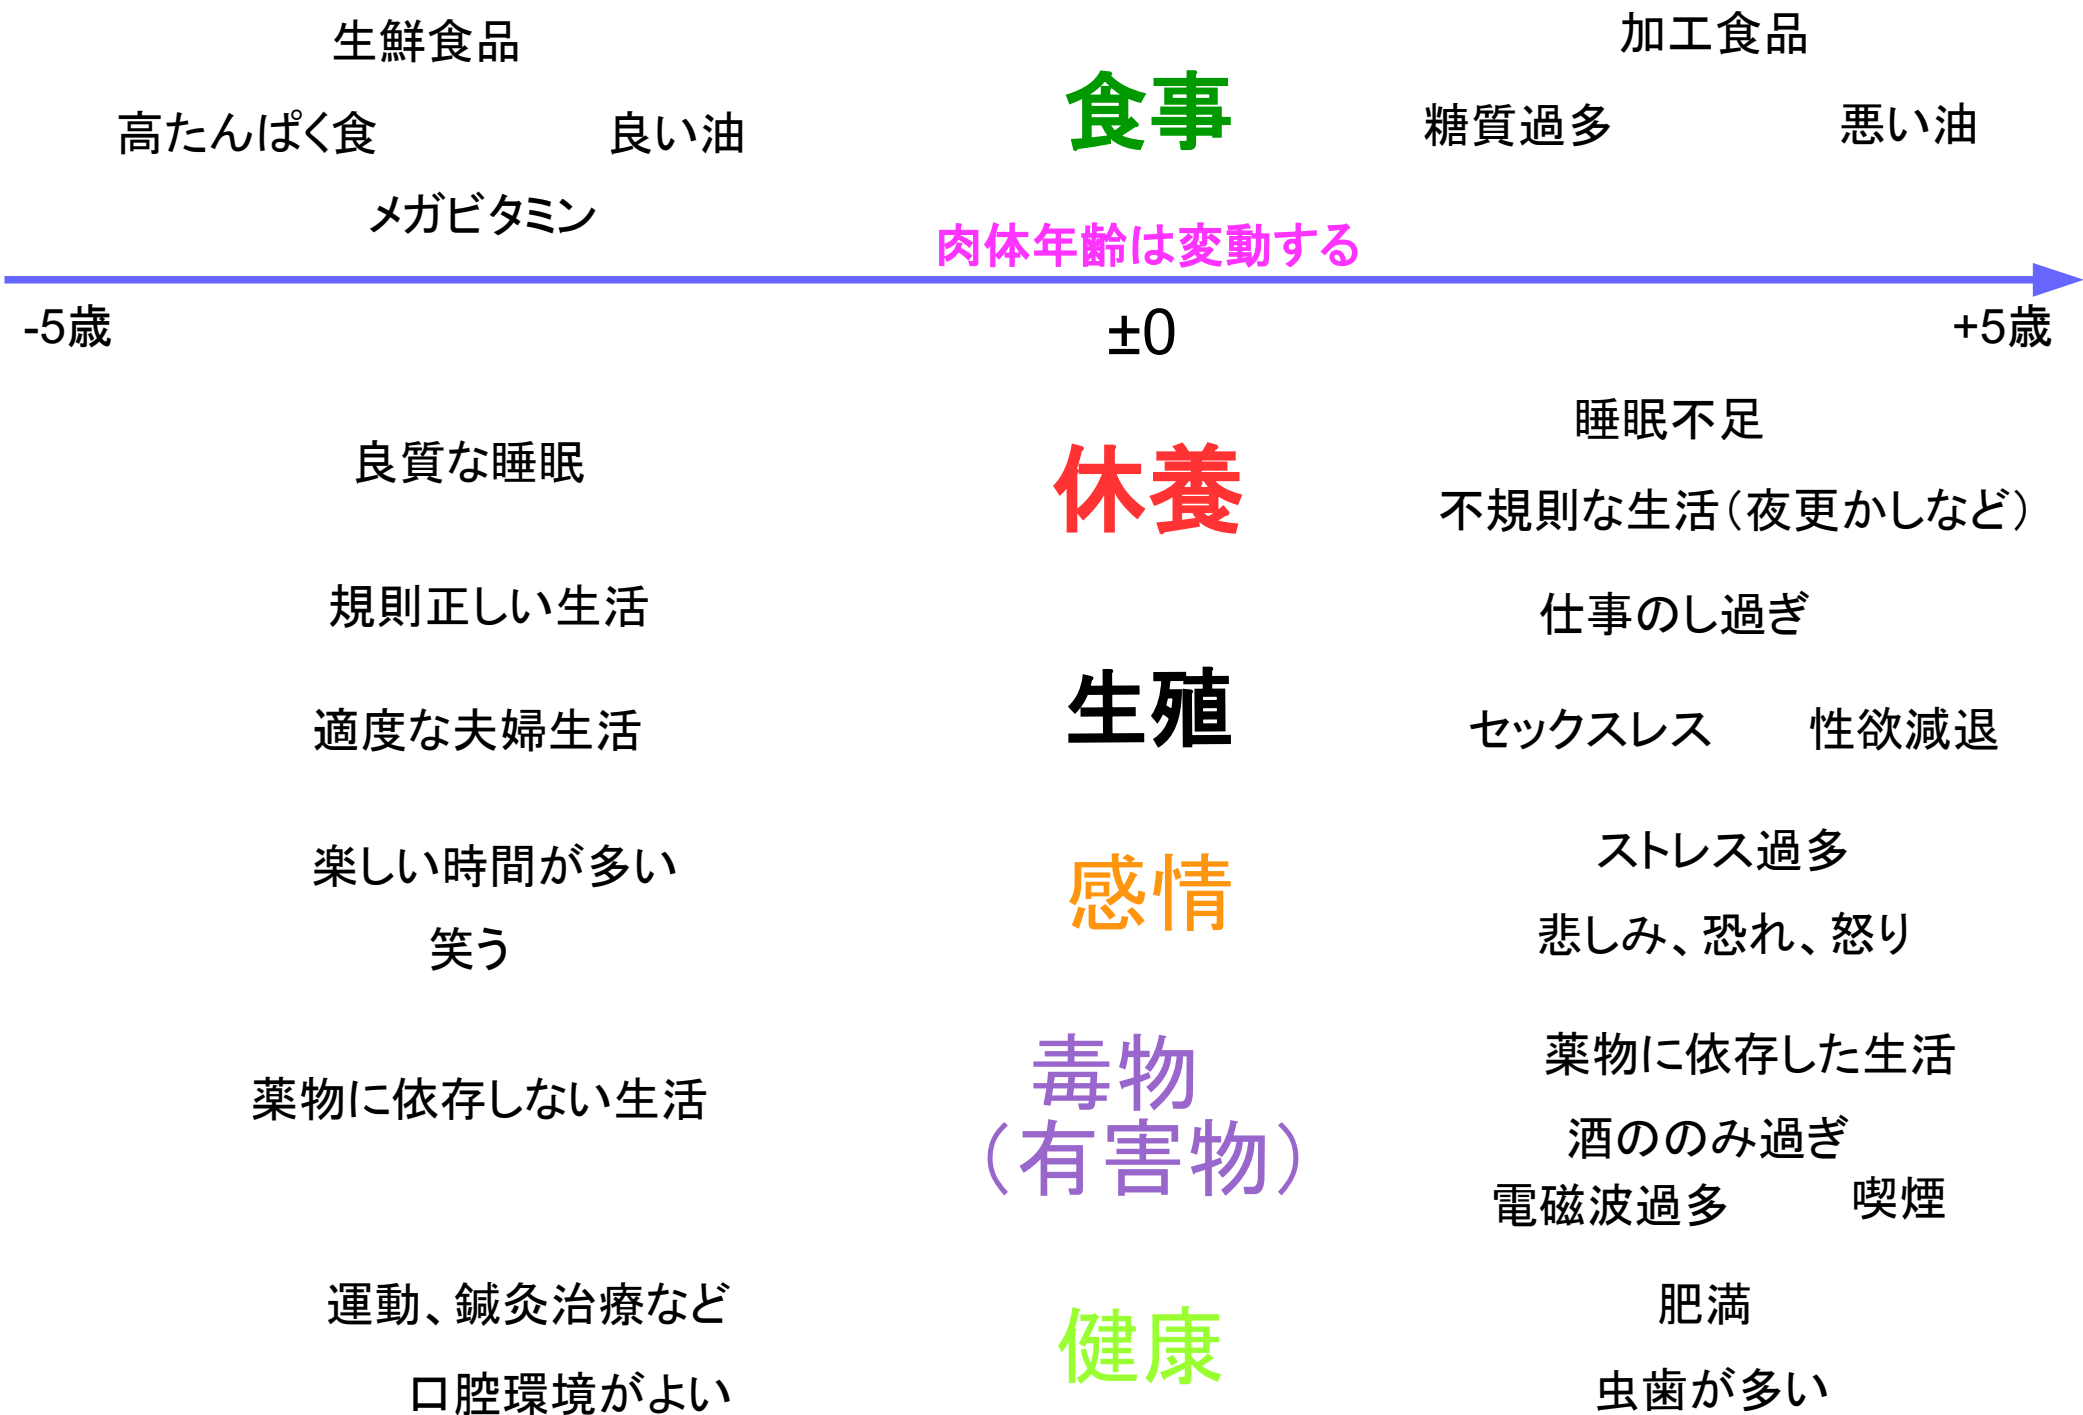 生鮮食品
加工食品
高たんぱく食 良い油
食事
糖質過多 悪い油
メガビタミン
肉体年齢は変動する
-5歳 ±0 +5歳
良質な睡眠
休養
睡眠不足
不規則な生活（夜更かしなど）
規則正しい生活
仕事のし過ぎ
適度な夫婦生活
生殖
セックスレス 性欲減退
楽しい時間が多い
感情
ストレス過多
笑う
悲しみ、恐れ、怒り
薬物に依存しない生活
毒物
（有害物）
薬物に依存した生活
酒ののみ過ぎ
電磁波過多 喫煙
運動、鍼灸治療など
健康
肥満
口腔環境がよい
虫歯が多い